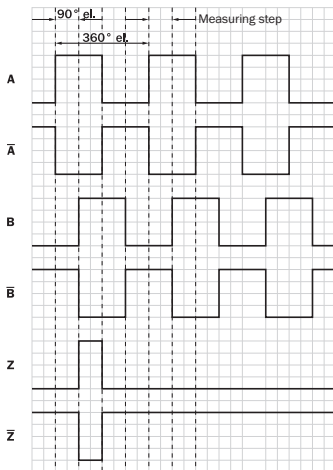 90° el.
Measuring step
360° el.
A
A̅
B
B̅
Z
Z̅